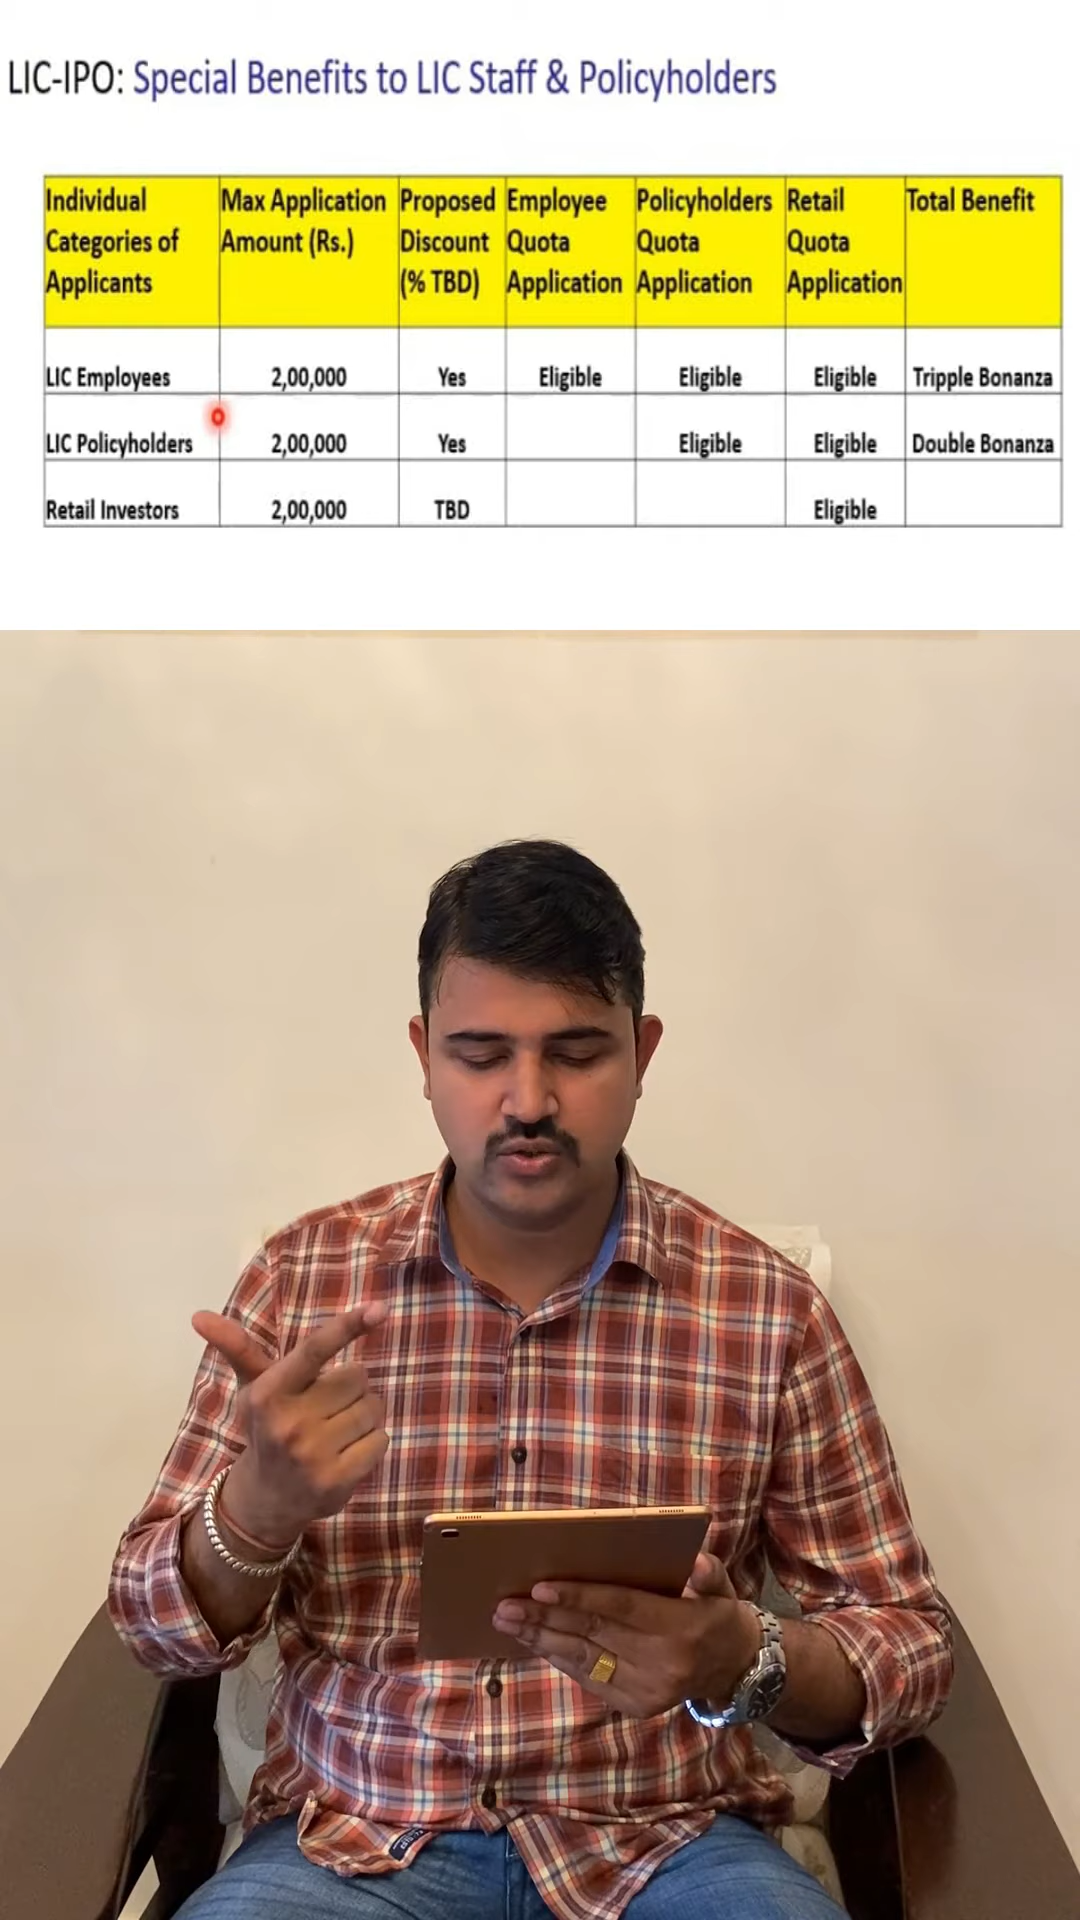 LIC-IPO: Special Benefits to LIC Staff & Policyholders
Individual Categories of Applicants Max Application Amount (Rs.) Proposed Discount (% TBD) Employee Quota Application Policyholders Quota Application Retail Quota Application Total Benefit
LIC Employees 2,00,000 Yes Eligible Eligible Eligible Tripple Bonanza
LIC Policyholders 2,00,000 Yes Eligible Eligible Double Bonanza
Retail Investors 2,00,000 TBD Eligible